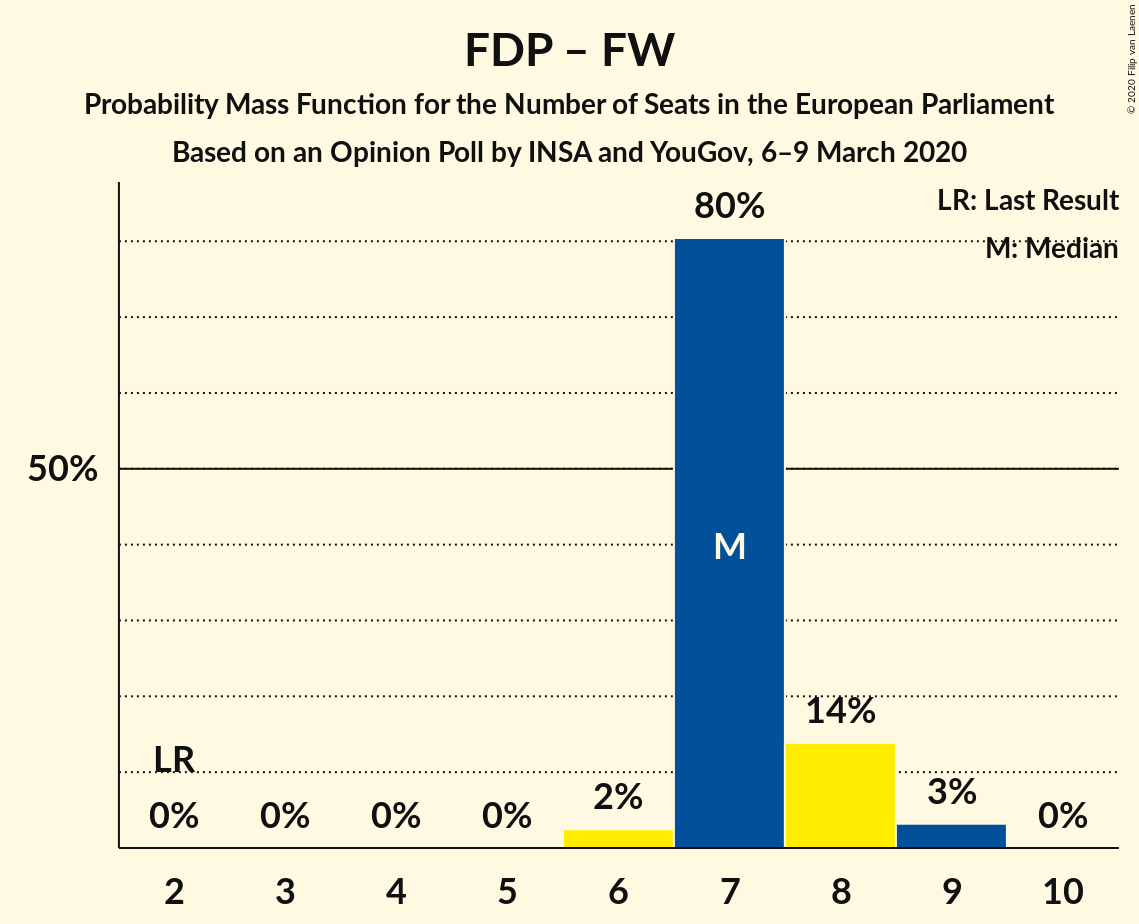 FDP – FW
Probability Mass Function for the Number of Seats in the European Parliament
Based on an Opinion Poll by INSA and YouGov, 6–9 March 2020
© 2020 Filip van Laenen
LR: Last Result
M: Median
80%
50%
M
14%
LR
0% 0% 0% 0% 2% 3% 0%
2 3 4 5 6 7 8 9 10